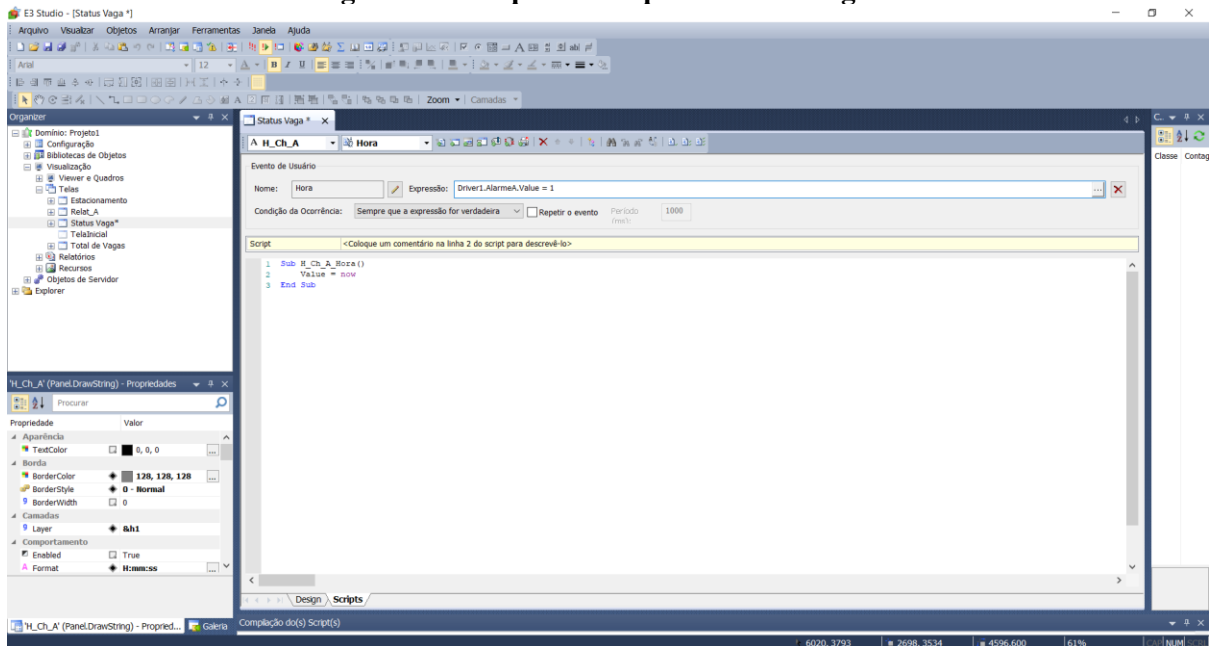 E3 Studio - [Status Vaga *]
Arquivo Visualizar Objetos Arranjar Ferramentas Janela Ajuda
Arial 12
Zoom Camadas
Organizer
Domínio: Projeto1
Configuração
Bibliotecas de Objetos
Visualização
Viewer e Quadros
Telas
Estacionamento
Relat_A
Status Vaga*
TelaInicial
Total de Vagas
Relatórios
Recursos
Objetos de Servidor
Explorer
Status Vaga * X
A H_Ch_A Hora
Evento de Usuário
Nome: Hora Expressão: Driver1.AlarmeA.Value = 1 ...
Condição da Ocorrência: Sempre que a expressão for verdadeira Repetir o evento Período (ms): 1000
Script <Coloque um comentário na linha 2 do script para descrevê-lo>
1 Sub H_Ch_A_Hora()
2 Value = now
3 End Sub
C...
Classe Contag
'H_Ch_A' (Panel.DrawString) - Propriedades
Procurar
Propriedade Valor
Aparência
TextColor 0, 0, 0 ...
Borda
BorderColor 128, 128, 128 ...
BorderStyle 0 - Normal
BorderWidth 0
Camadas
Layer &h1
Comportamento
Enabled True
Format H:mm:ss ...
Design Scripts
'H_Ch_A' (Panel.DrawString) - Propried... Galeria
Compilação do(s) Script(s)
6020, 3793 2698, 3534 4596,600 61% CAP NUM SCRL